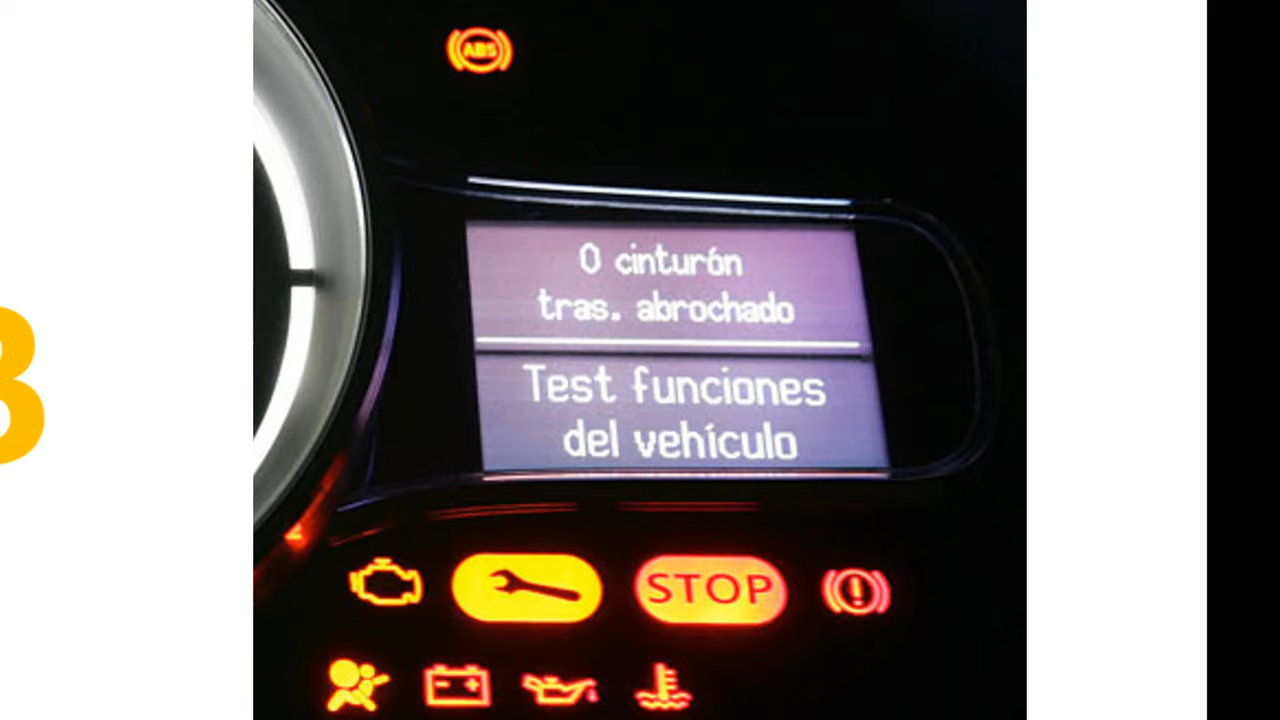 ABS
0 cinturón
tras. abrochado
Test funciones
del vehículo
STOP